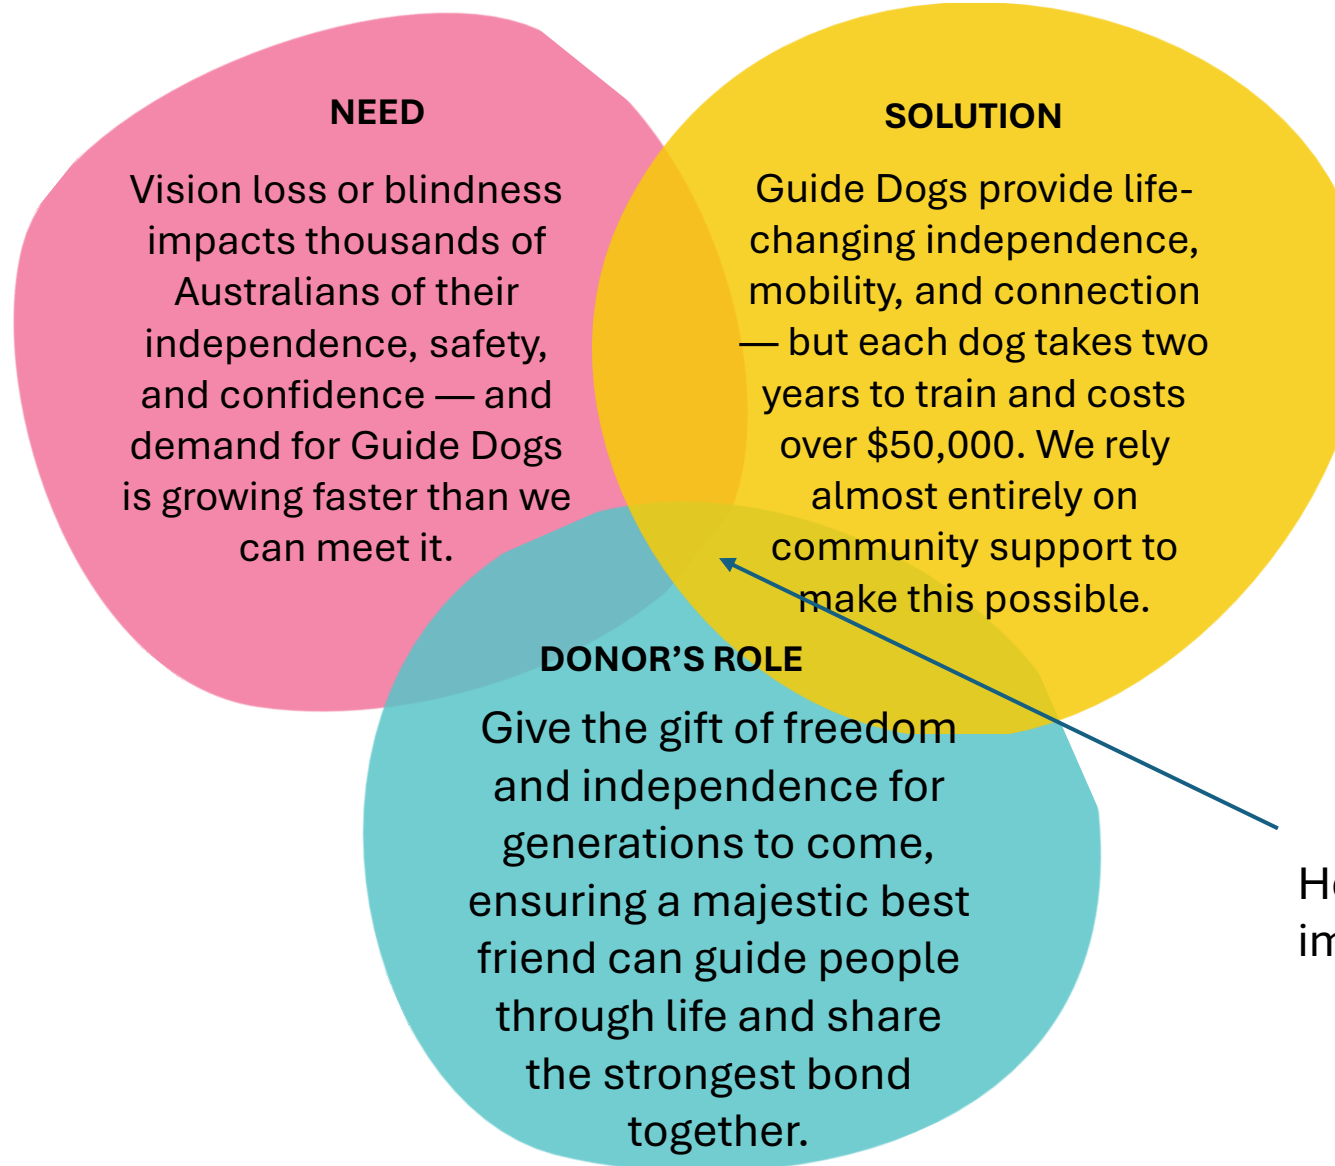 NEED
Vision loss or blindness
impacts thousands of
Australians of their
independence, safety,
and confidence — and
demand for Guide Dogs
is growing faster than we
can meet it.
SOLUTION
Guide Dogs provide life-
changing independence,
mobility, and connection
— but each dog takes two
years to train and costs
over $50,000. We rely
almost entirely on
community support to
make this possible.
DONOR’S ROLE
Give the gift of freedom
and independence for
generations to come,
ensuring a majestic best
friend can guide people
through life and share
the strongest bond
together.